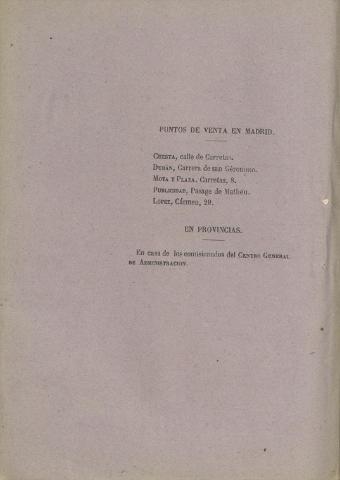 PUNTOS DE VENTA EN MADRID.
CUESTA, calle de Carretas.
DURÁN, Carrera de san Gerónimo.
MOYA Y PLAZA, Carretas, 8.
PUBLICIDAD, Pasage de Matheu.
LOPEZ, Cármen, 29.
EN PROVINCIAS.
En casa de los comisionados del CENTRO GENERAL
DE ADMINISTRACION.